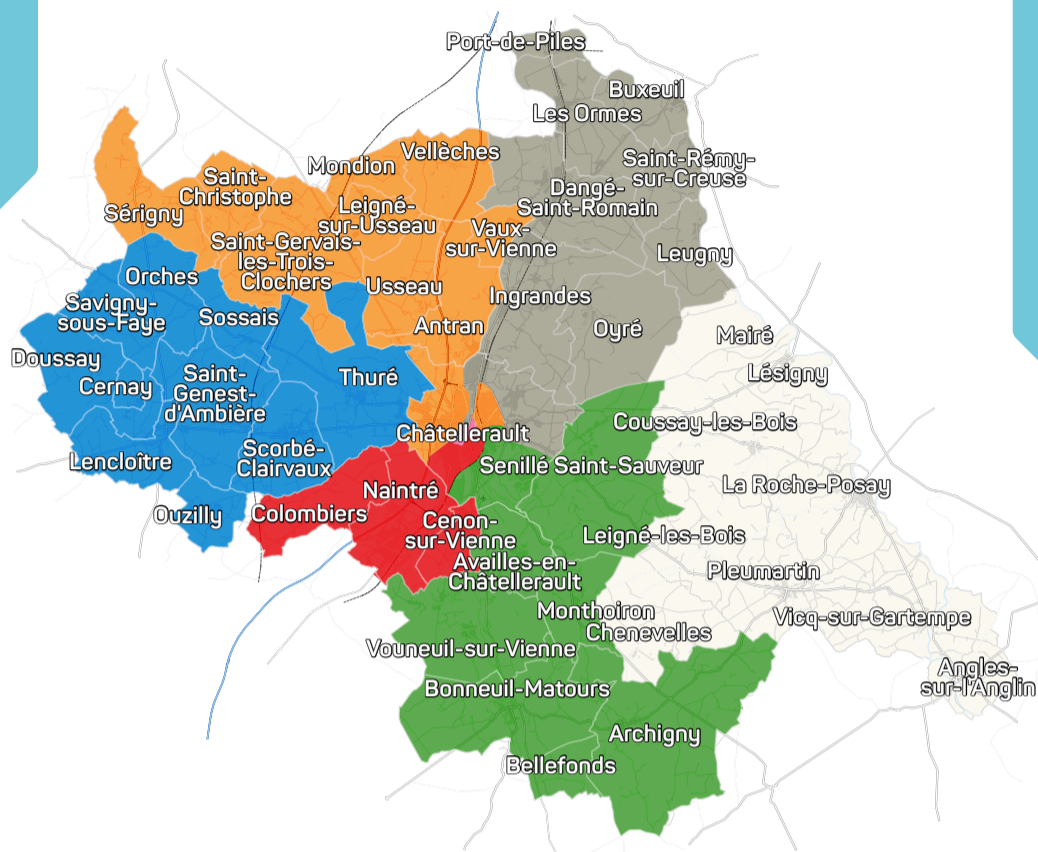 Port-de-Piles
Buxeuil
Les Ormes
Vellèches
Mondion
Saint-Rémy-
sur-Creuse
Saint-
Christophe
Dangé-
Saint-Romain
Sérigny
Leigné-
sur-Usseau
Vaux-
sur-Vienne
Saint-Gervais-
les-Trois-
Clochers
Leugny
Orches
Usseau
Ingrandes
Savigny-
sous-Faye
Sossais
Antran
Oyré
Mairé
Doussay
Cernay
Saint-
Genest-
d'Ambière
Thuré
Lésigny
Coussay-les-Bois
Châtellerault
Lencloître
Scorbé-
Clairvaux
Senillé Saint-Sauveur
La Roche-Posay
Naintré
Ouzilly
Colombiers
Cenon-
sur-Vienne
Leigné-les-Bois
Availles-en-
Châtellerault
Pleumartin
Monthoiron
Chenevelles
Vicq-sur-Gartempe
Vouneuil-sur-Vienne
Angles-
sur-l'Anglin
Bonneuil-Matours
Archigny
Bellefonds